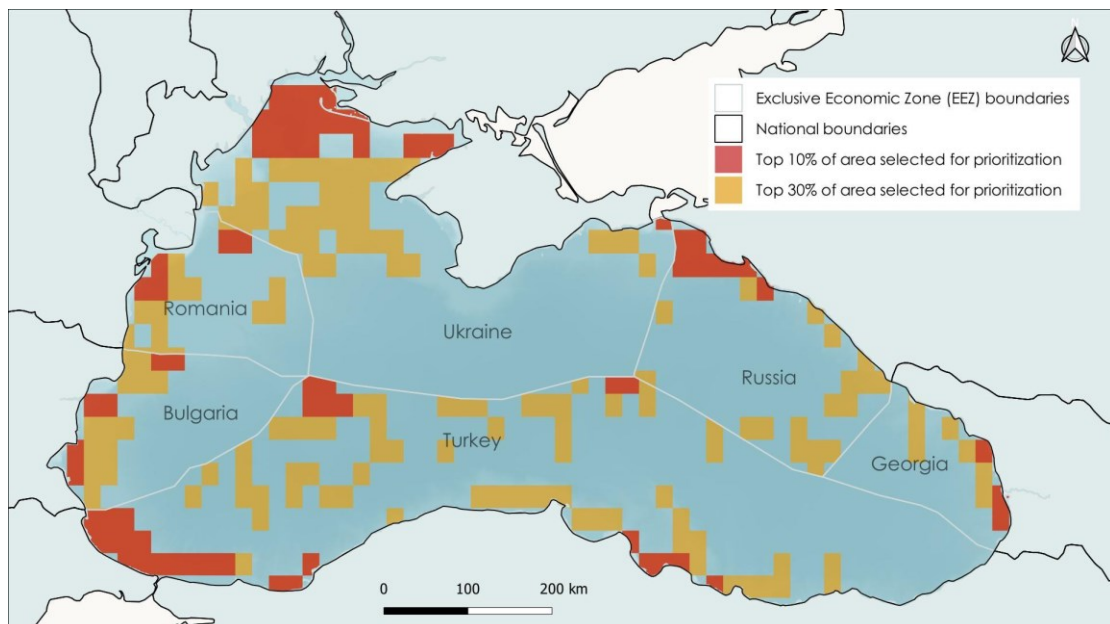 Exclusive Economic Zone (EEZ) boundaries
National boundaries
Top 10% of area selected for prioritization
Top 30% of area selected for prioritization
Romania
Ukraine
Russia
Bulgaria
Turkey
Georgia
0 100 200 km